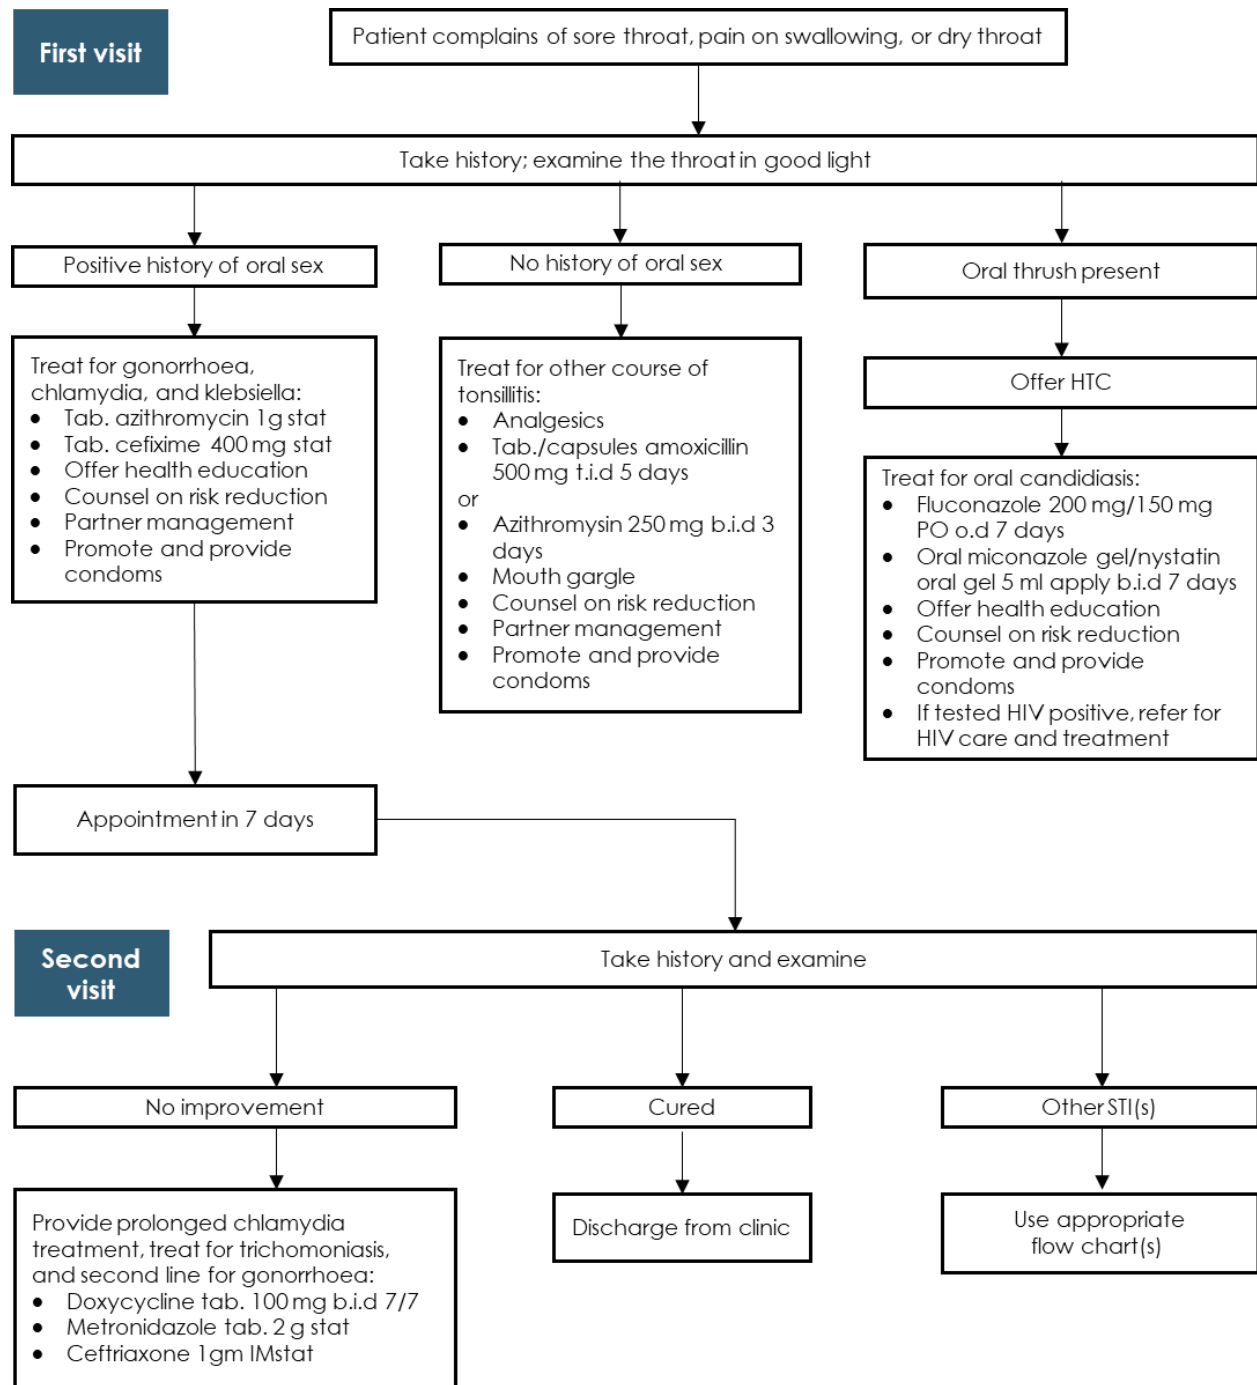 First visit
Patient complains of sore throat, pain on swallowing, or dry throat
Take history; examine the throat in good light
Positive history of oral sex
No history of oral sex
Oral thrush present
Treat for gonorrhoea,
chlamydia, and klebsiella:
• Tab. azithromycin 1g stat
• Tab. cefixime 400 mg stat
• Offer health education
• Counsel on risk reduction
• Partner management
• Promote and provide
condoms
Treat for other course of
tonsillitis:
• Analgesics
• Tab./capsules amoxicillin
500 mg t.i.d 5 days
or
• Azithromysin 250 mg b.i.d 3
days
• Mouth gargle
• Counsel on risk reduction
• Partner management
• Promote and provide
condoms
Offer HTC
Treat for oral candidiasis:
• Fluconazole 200 mg/150 mg
PO o.d 7 days
• Oral miconazole gel/nystatin
oral gel 5 ml apply b.i.d 7 days
• Offer health education
• Counsel on risk reduction
• Promote and provide
condoms
• If tested HIV positive, refer for
HIV care and treatment
Appointment in 7 days
Second
visit
Take history and examine
No improvement
Cured
Other STI(s)
Provide prolonged chlamydia
treatment, treat for trichomoniasis,
and second line for gonorrhoea:
• Doxycycline tab. 100 mg b.i.d 7/7
• Metronidazole tab. 2 g stat
• Ceftriaxone 1gm IMstat
Discharge from clinic
Use appropriate
flow chart(s)